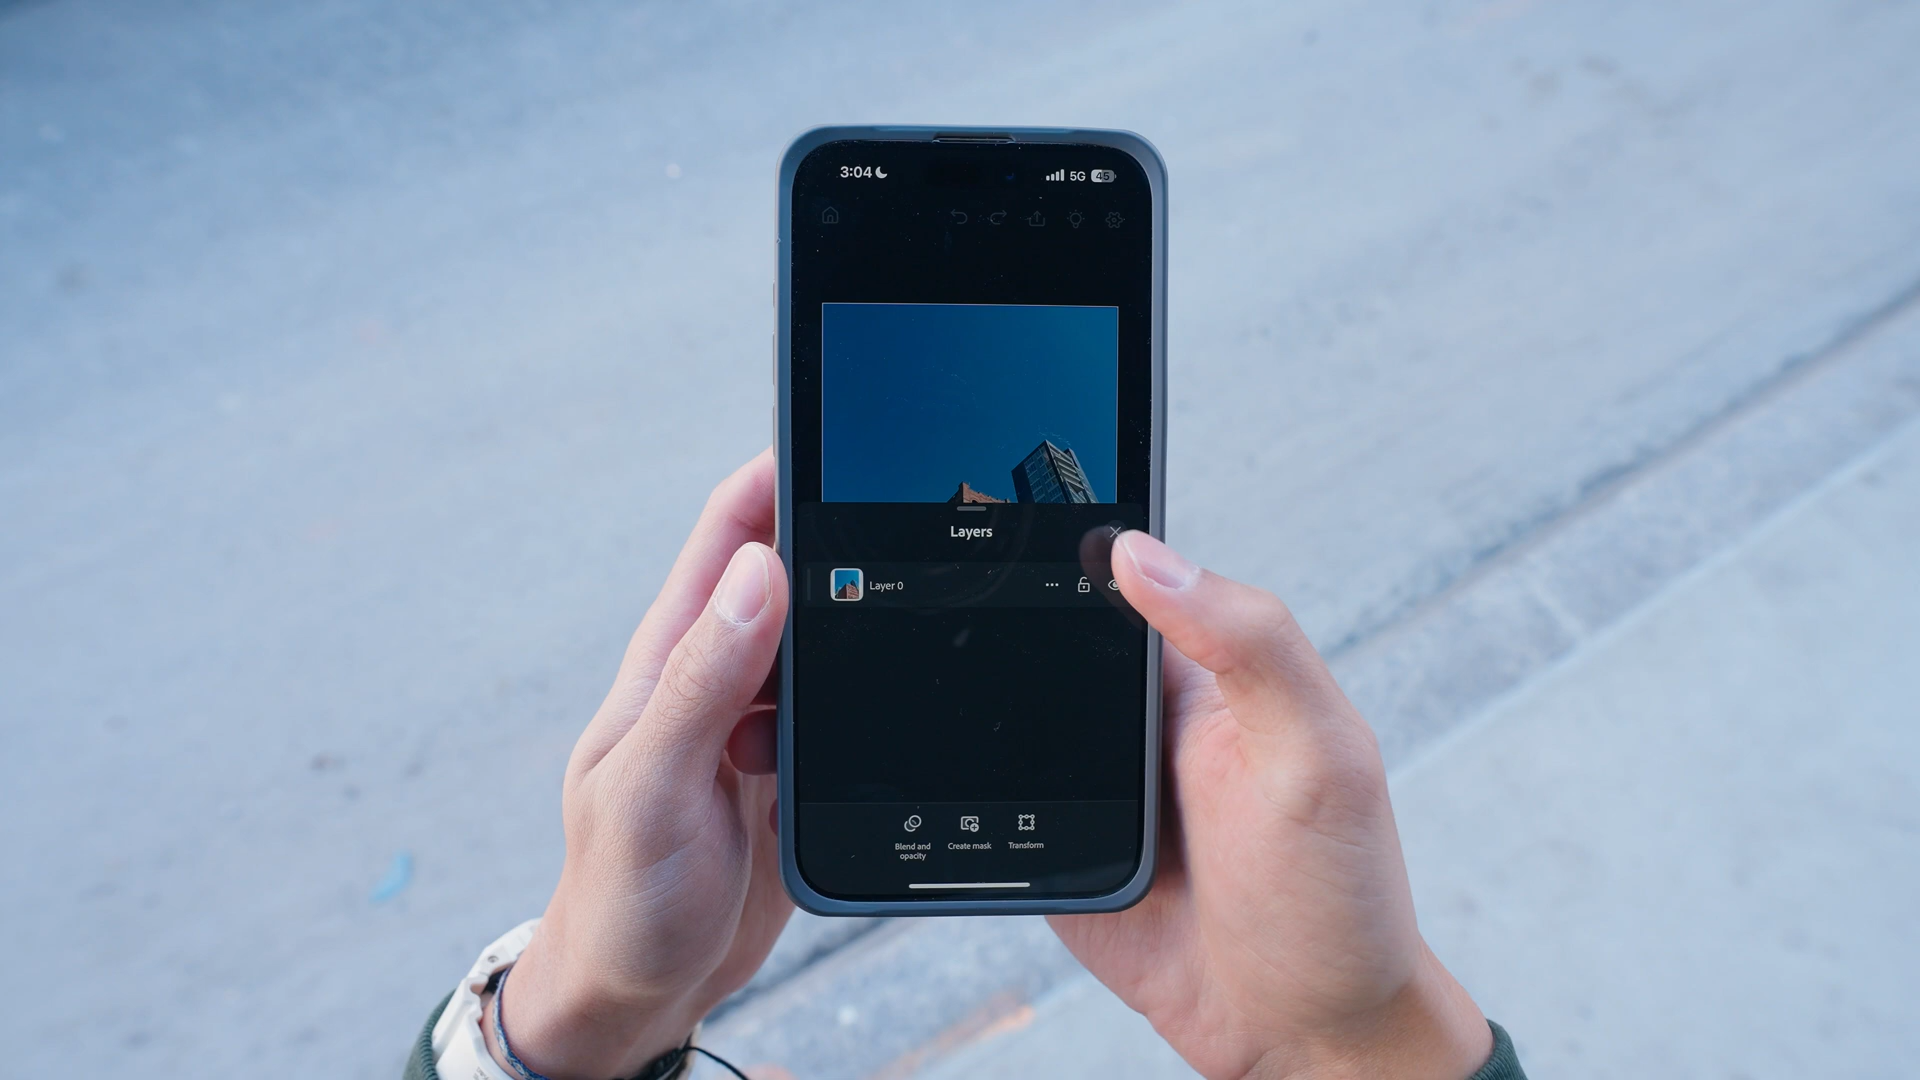 3:04 5G 45
Layers
Layer 0
Blend and Create mask Transform
opacity